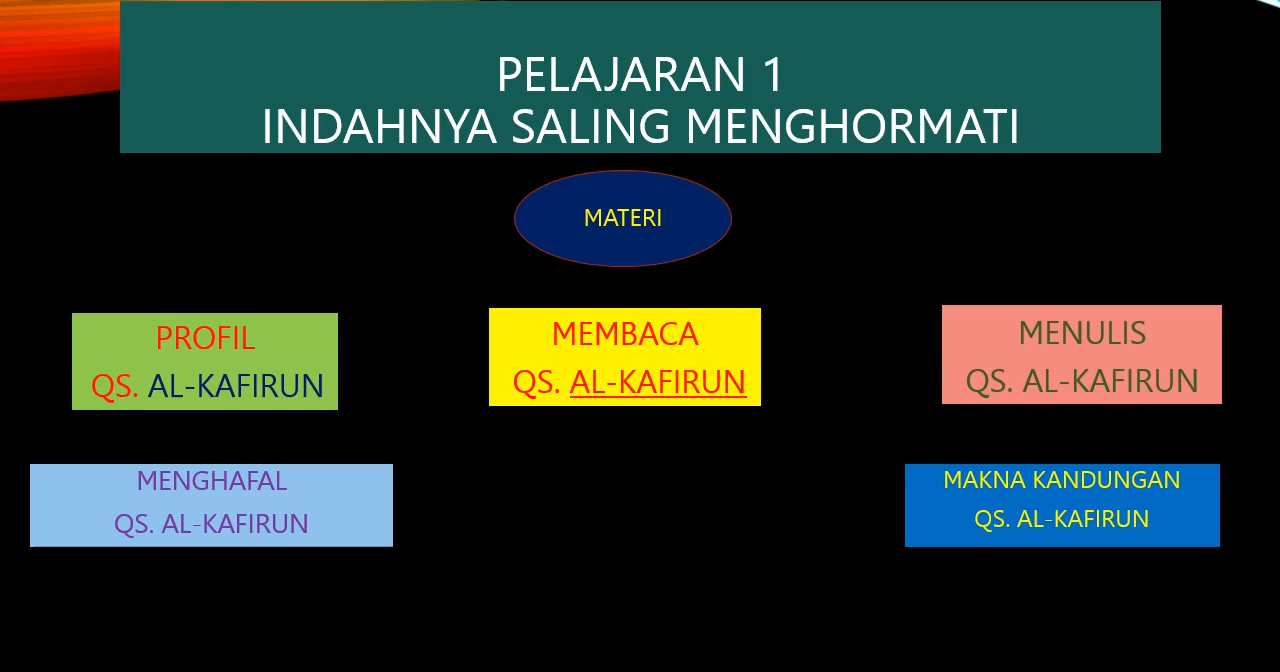 PELAJARAN 1
INDAHNYA SALING MENGHORMATI
MATERI
PROFIL
QS. AL-KAFIRUN
MEMBACA
QS. AL-KAFIRUN
MENULIS
QS. AL-KAFIRUN
MENGHAFAL
QS. AL-KAFIRUN
MAKNA KANDUNGAN
QS. AL-KAFIRUN